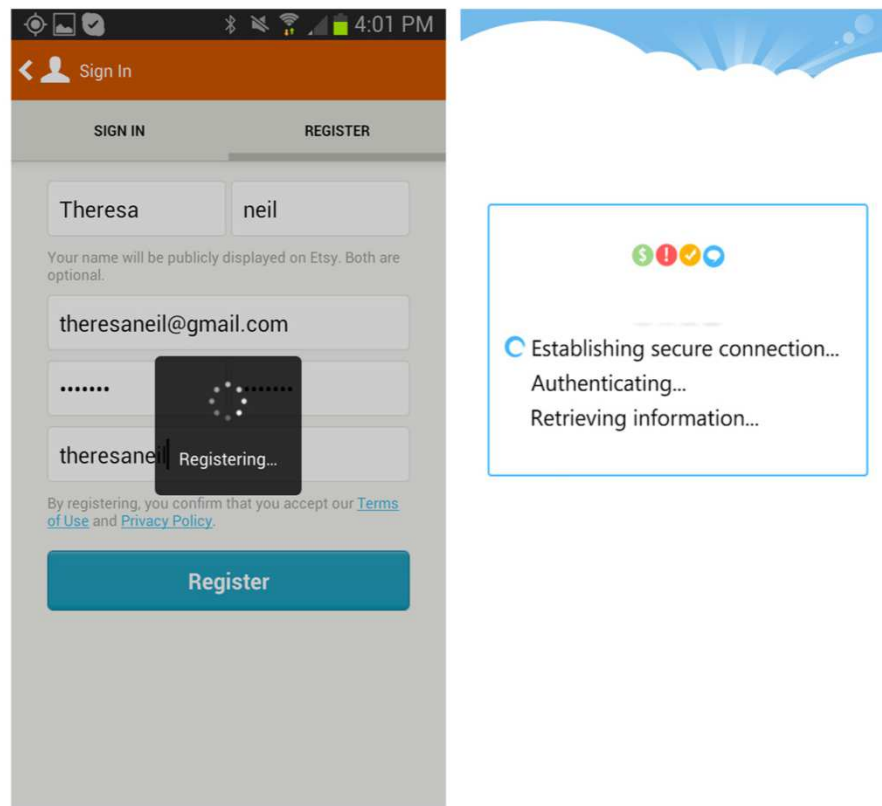 4:01 PM
Sign In
SIGN IN
REGISTER
Theresa
neil
Your name will be publicly displayed on Etsy. Both are
optional.
theresaneil@gmail.com
•••••••
theresaneil
Registering...
By registering, you confirm that you accept our Terms
of Use and Privacy Policy.
Register
$
!
Establishing secure connection...
Authenticating...
Retrieving information...